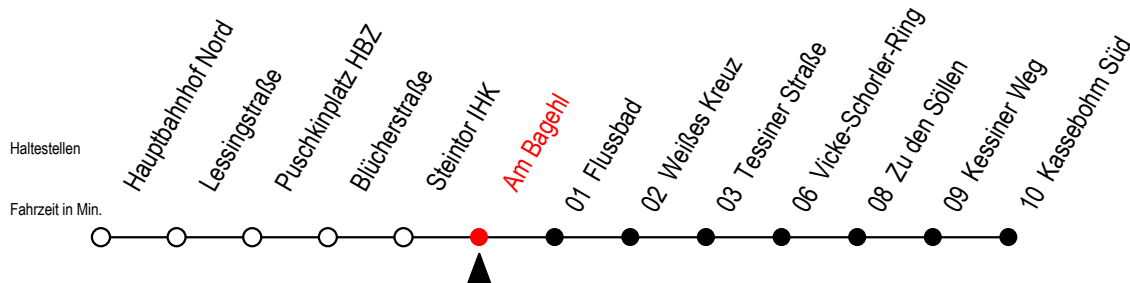 Haltestellen
Fahrzeit in Min.
Hauptbahnhof Nord
Lessingstraße
Puschkinplatz HBZ
Blücherstraße
Steintor IHK
Am Bagehl
01 Flussbad
02 Weißes Kreuz
03 Tessiner Straße
06 Vicke-Schorler-Ring
08 Zu den Söllen
09 Kessiner Weg
10 Kassebohm Süd